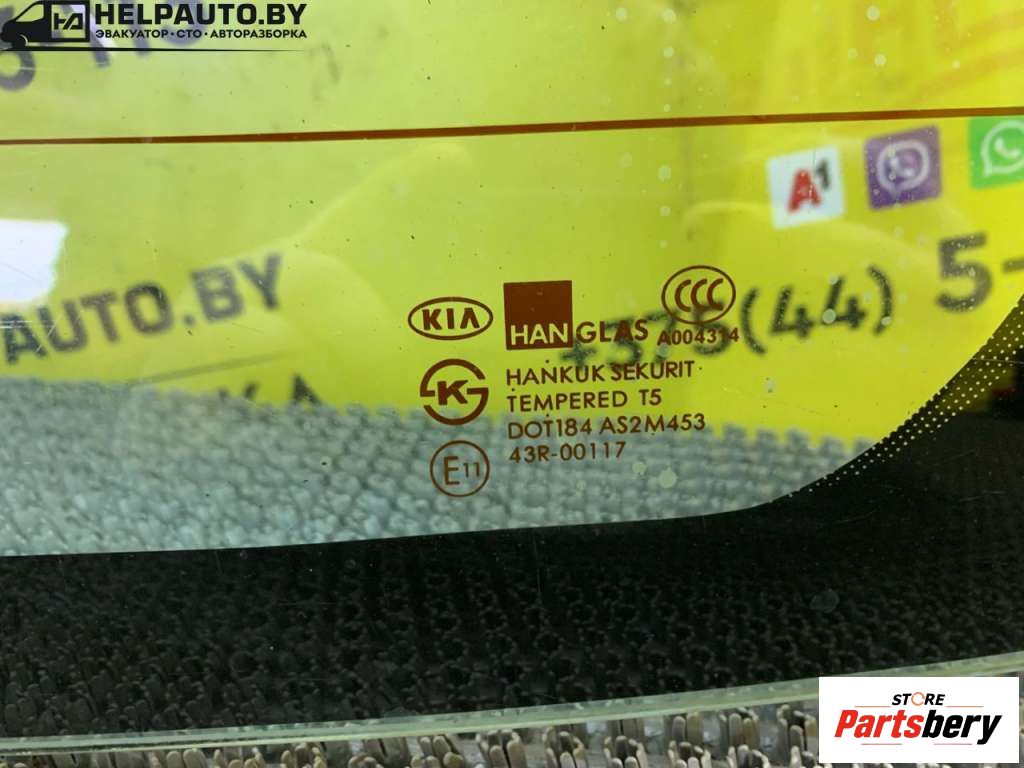 HELPAUTO.BY
ЭВАКУАТОР • СТО • АВТОРАЗБОРКА
A1
AUTO.BY
+375(44) 5-
KIA
HANGLAS
CCC
A004314
HANKUK SEKURIT
TEMPERED T5
DOT184 AS2M453
43R-00117
E11
STORE
Partsbery